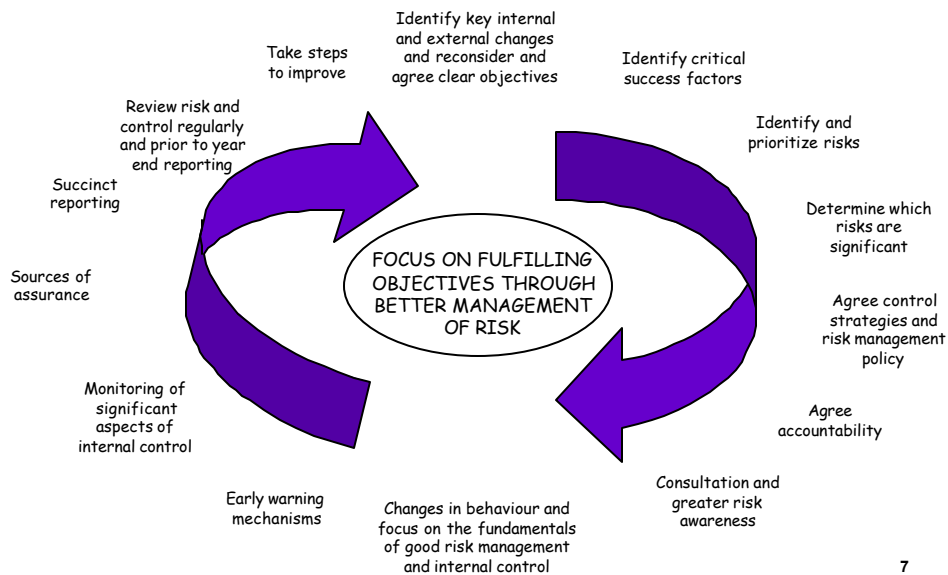 Identify key internal
and external changes
and reconsider and
agree clear objectives
Identify critical
success factors
Identify and
prioritize risks
Determine which
risks are
significant
Agree control
strategies and
risk management
policy
Agree
accountability
Consultation and
greater risk
awareness
Changes in behaviour and
focus on the fundamentals
of good risk management
and internal control
Early warning
mechanisms
Monitoring of
significant
aspects of
internal control
Sources of
assurance
Succinct
reporting
Review risk and
control regularly
and prior to year
end reporting
Take steps
to improve
FOCUS ON FULFILLING
OBJECTIVES THROUGH
BETTER MANAGEMENT
OF RISK
7